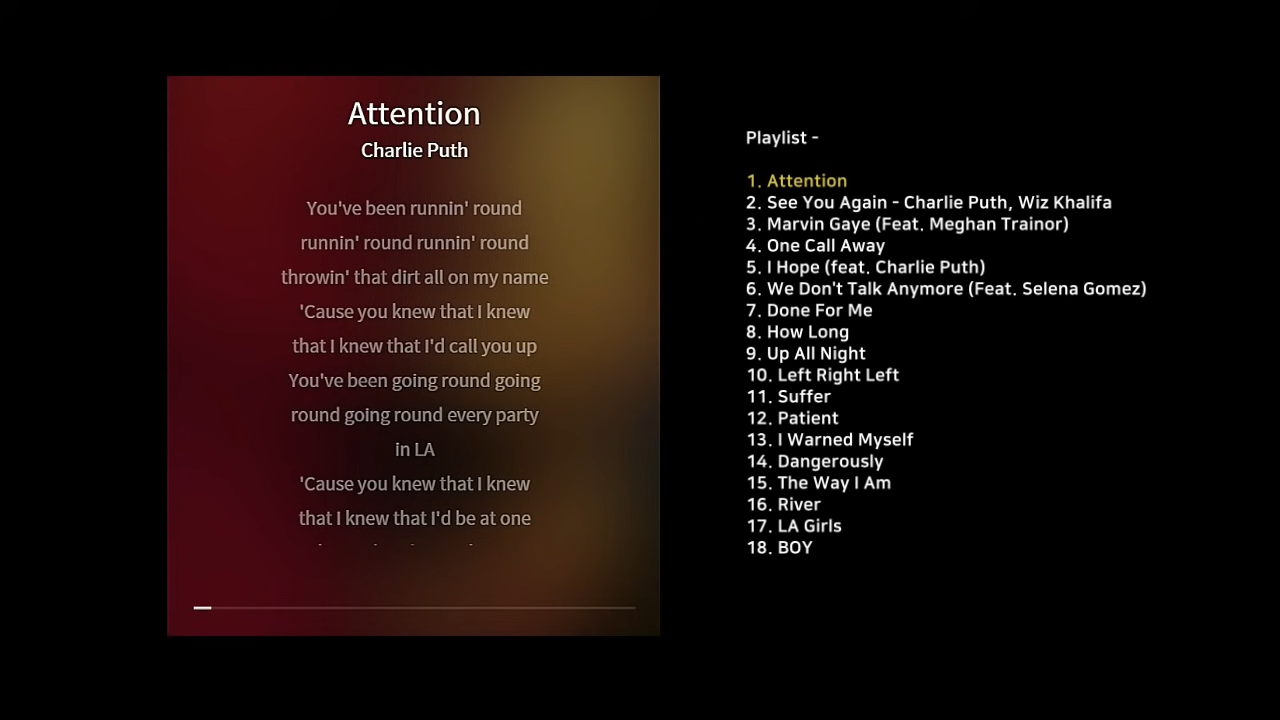 Attention
Charlie Puth
You've been runnin' round
runnin' round runnin' round
throwin' that dirt all on my name
'Cause you knew that I knew
that I knew that I'd call you up
You've been going round going
round going round every party
in LA
'Cause you knew that I knew
that I knew that I'd be at one
Playlist -
1. Attention
2. See You Again - Charlie Puth, Wiz Khalifa
3. Marvin Gaye (Feat. Meghan Trainor)
4. One Call Away
5. I Hope (feat. Charlie Puth)
6. We Don't Talk Anymore (Feat. Selena Gomez)
7. Done For Me
8. How Long
9. Up All Night
10. Left Right Left
11. Suffer
12. Patient
13. I Warned Myself
14. Dangerously
15. The Way I Am
16. River
17. LA Girls
18. BOY